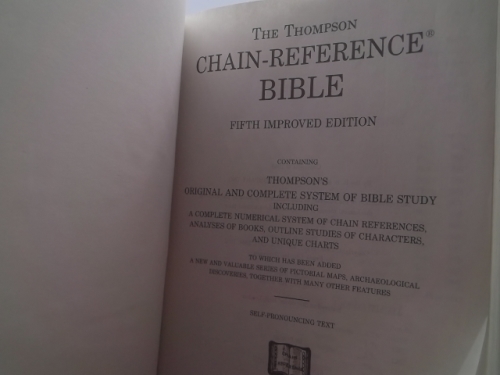 THE THOMPSON
CHAIN-REFERENCE®
BIBLE
FIFTH IMPROVED EDITION
CONTAINING
THOMPSON'S
ORIGINAL AND COMPLETE SYSTEM OF BIBLE STUDY
INCLUDING
A COMPLETE NUMERICAL SYSTEM OF CHAIN REFERENCES,
ANALYSES OF BOOKS, OUTLINE STUDIES OF CHARACTERS,
AND UNIQUE CHARTS
TO WHICH HAS BEEN ADDED
A NEW AND VALUABLE SERIES OF PICTORIAL MAPS, ARCHAEOLOGICAL
DISCOVERIES, TOGETHER WITH MANY OTHER FEATURES
SELF-PRONOUNCING TEXT